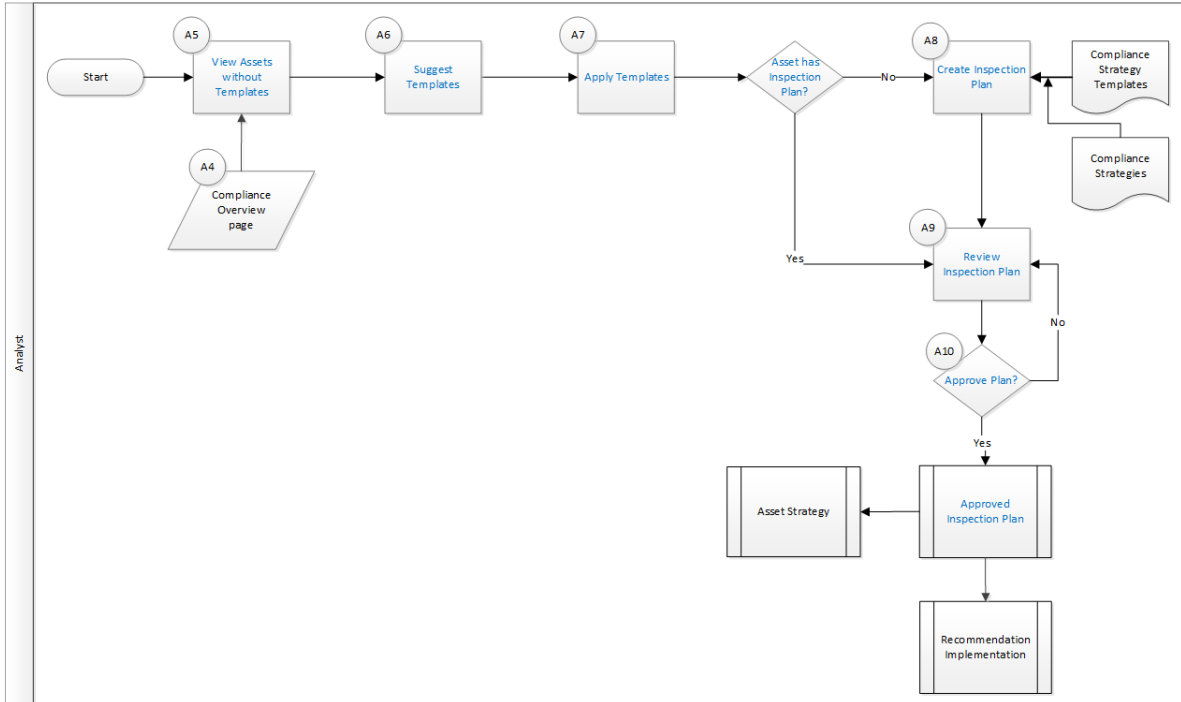 Analyst
Start
A5
View Assets
without
Templates
A6
Suggest
Templates
A7
Apply Templates
Asset has
Inspection
Plan?
No
A8
Create Inspection
Plan
Compliance
Strategy
Templates
A4
Compliance
Overview
page
Compliance
Strategies
Yes
A9
Review
Inspection Plan
No
A10
Approve Plan?
Yes
Asset Strategy
Approved
Inspection Plan
Recommendation
Implementation